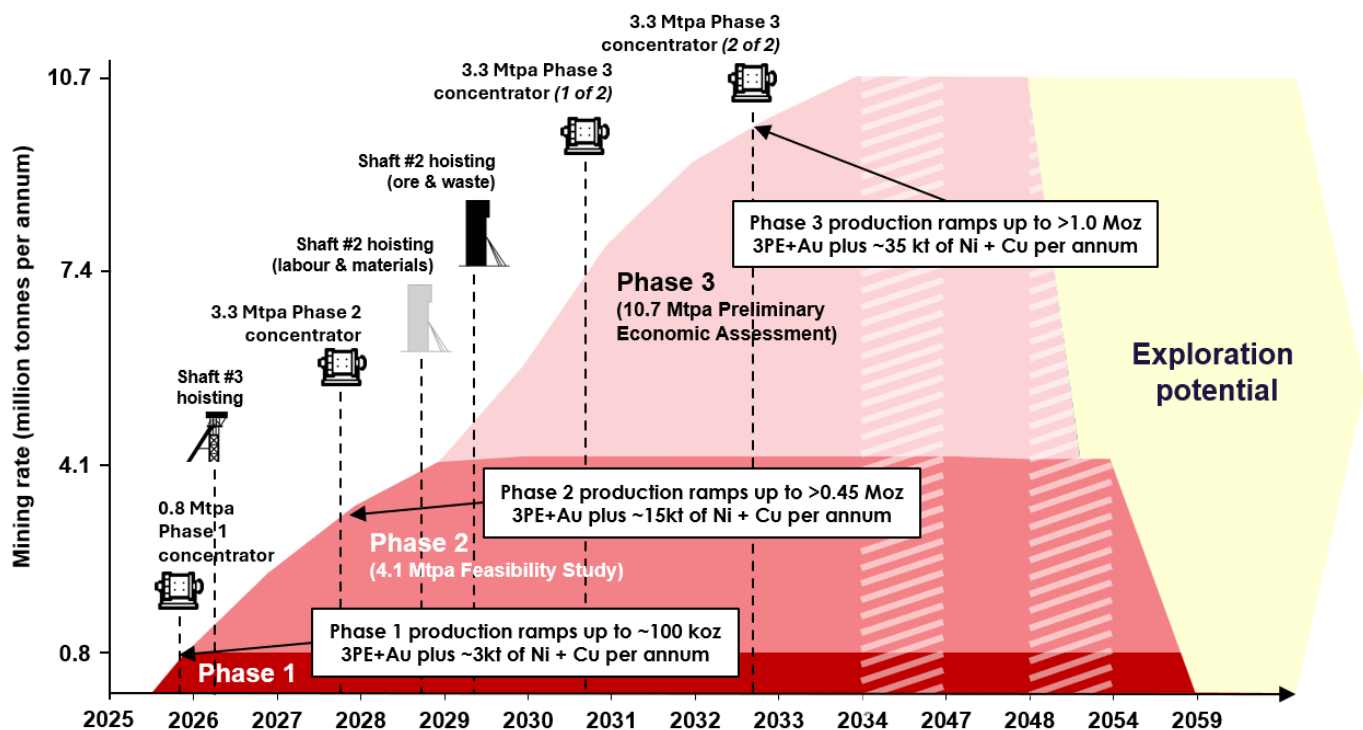 3.3 Mtpa Phase 3
concentrator (2 of 2)
10.7
3.3 Mtpa Phase 3
concentrator (1 of 2)
Shaft #2 hoisting
(ore & waste)
Phase 3 production ramps up to >1.0 Moz
3PE+Au plus ~35 kt of Ni + Cu per annum
Shaft #2 hoisting
(labour & materials)
7.4
Phase 3
(10.7 Mtpa Preliminary
Economic Assessment)
3.3 Mtpa Phase 2
concentrator
Exploration
potential
Shaft #3
hoisting
Mining rate (million tonnes per annum)
4.1
Phase 2 production ramps up to >0.45 Moz
3PE+Au plus ~15kt of Ni + Cu per annum
0.8 Mtpa
Phase 1
concentrator
Phase 2
(4.1 Mtpa Feasibility Study)
Phase 1 production ramps up to ~100 koz
3PE+Au plus ~3kt of Ni + Cu per annum
0.8
Phase 1
2025 2026 2027 2028 2029 2030 2031 2032 2033 2034 2047 2048 2054 2059